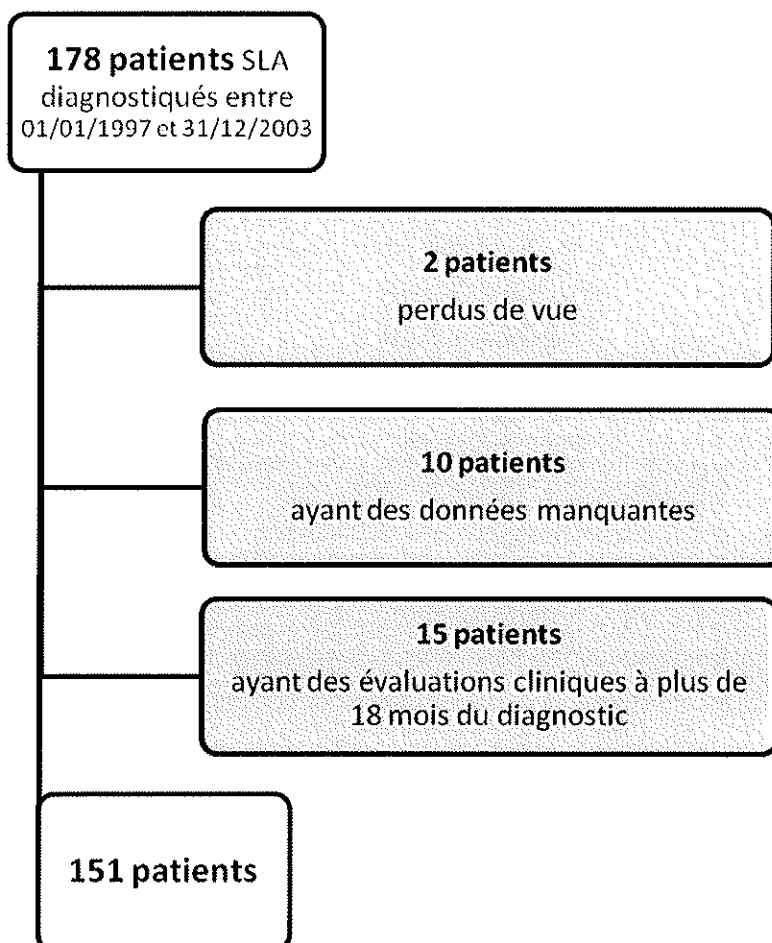 178 patients SLA
diagnostiqués entre
01/01/1997 et 31/12/2003
2 patients
perdus de vue
10 patients
ayant des données manquantes
15 patients
ayant des évaluations cliniques à plus de
18 mois du diagnostic
151 patients